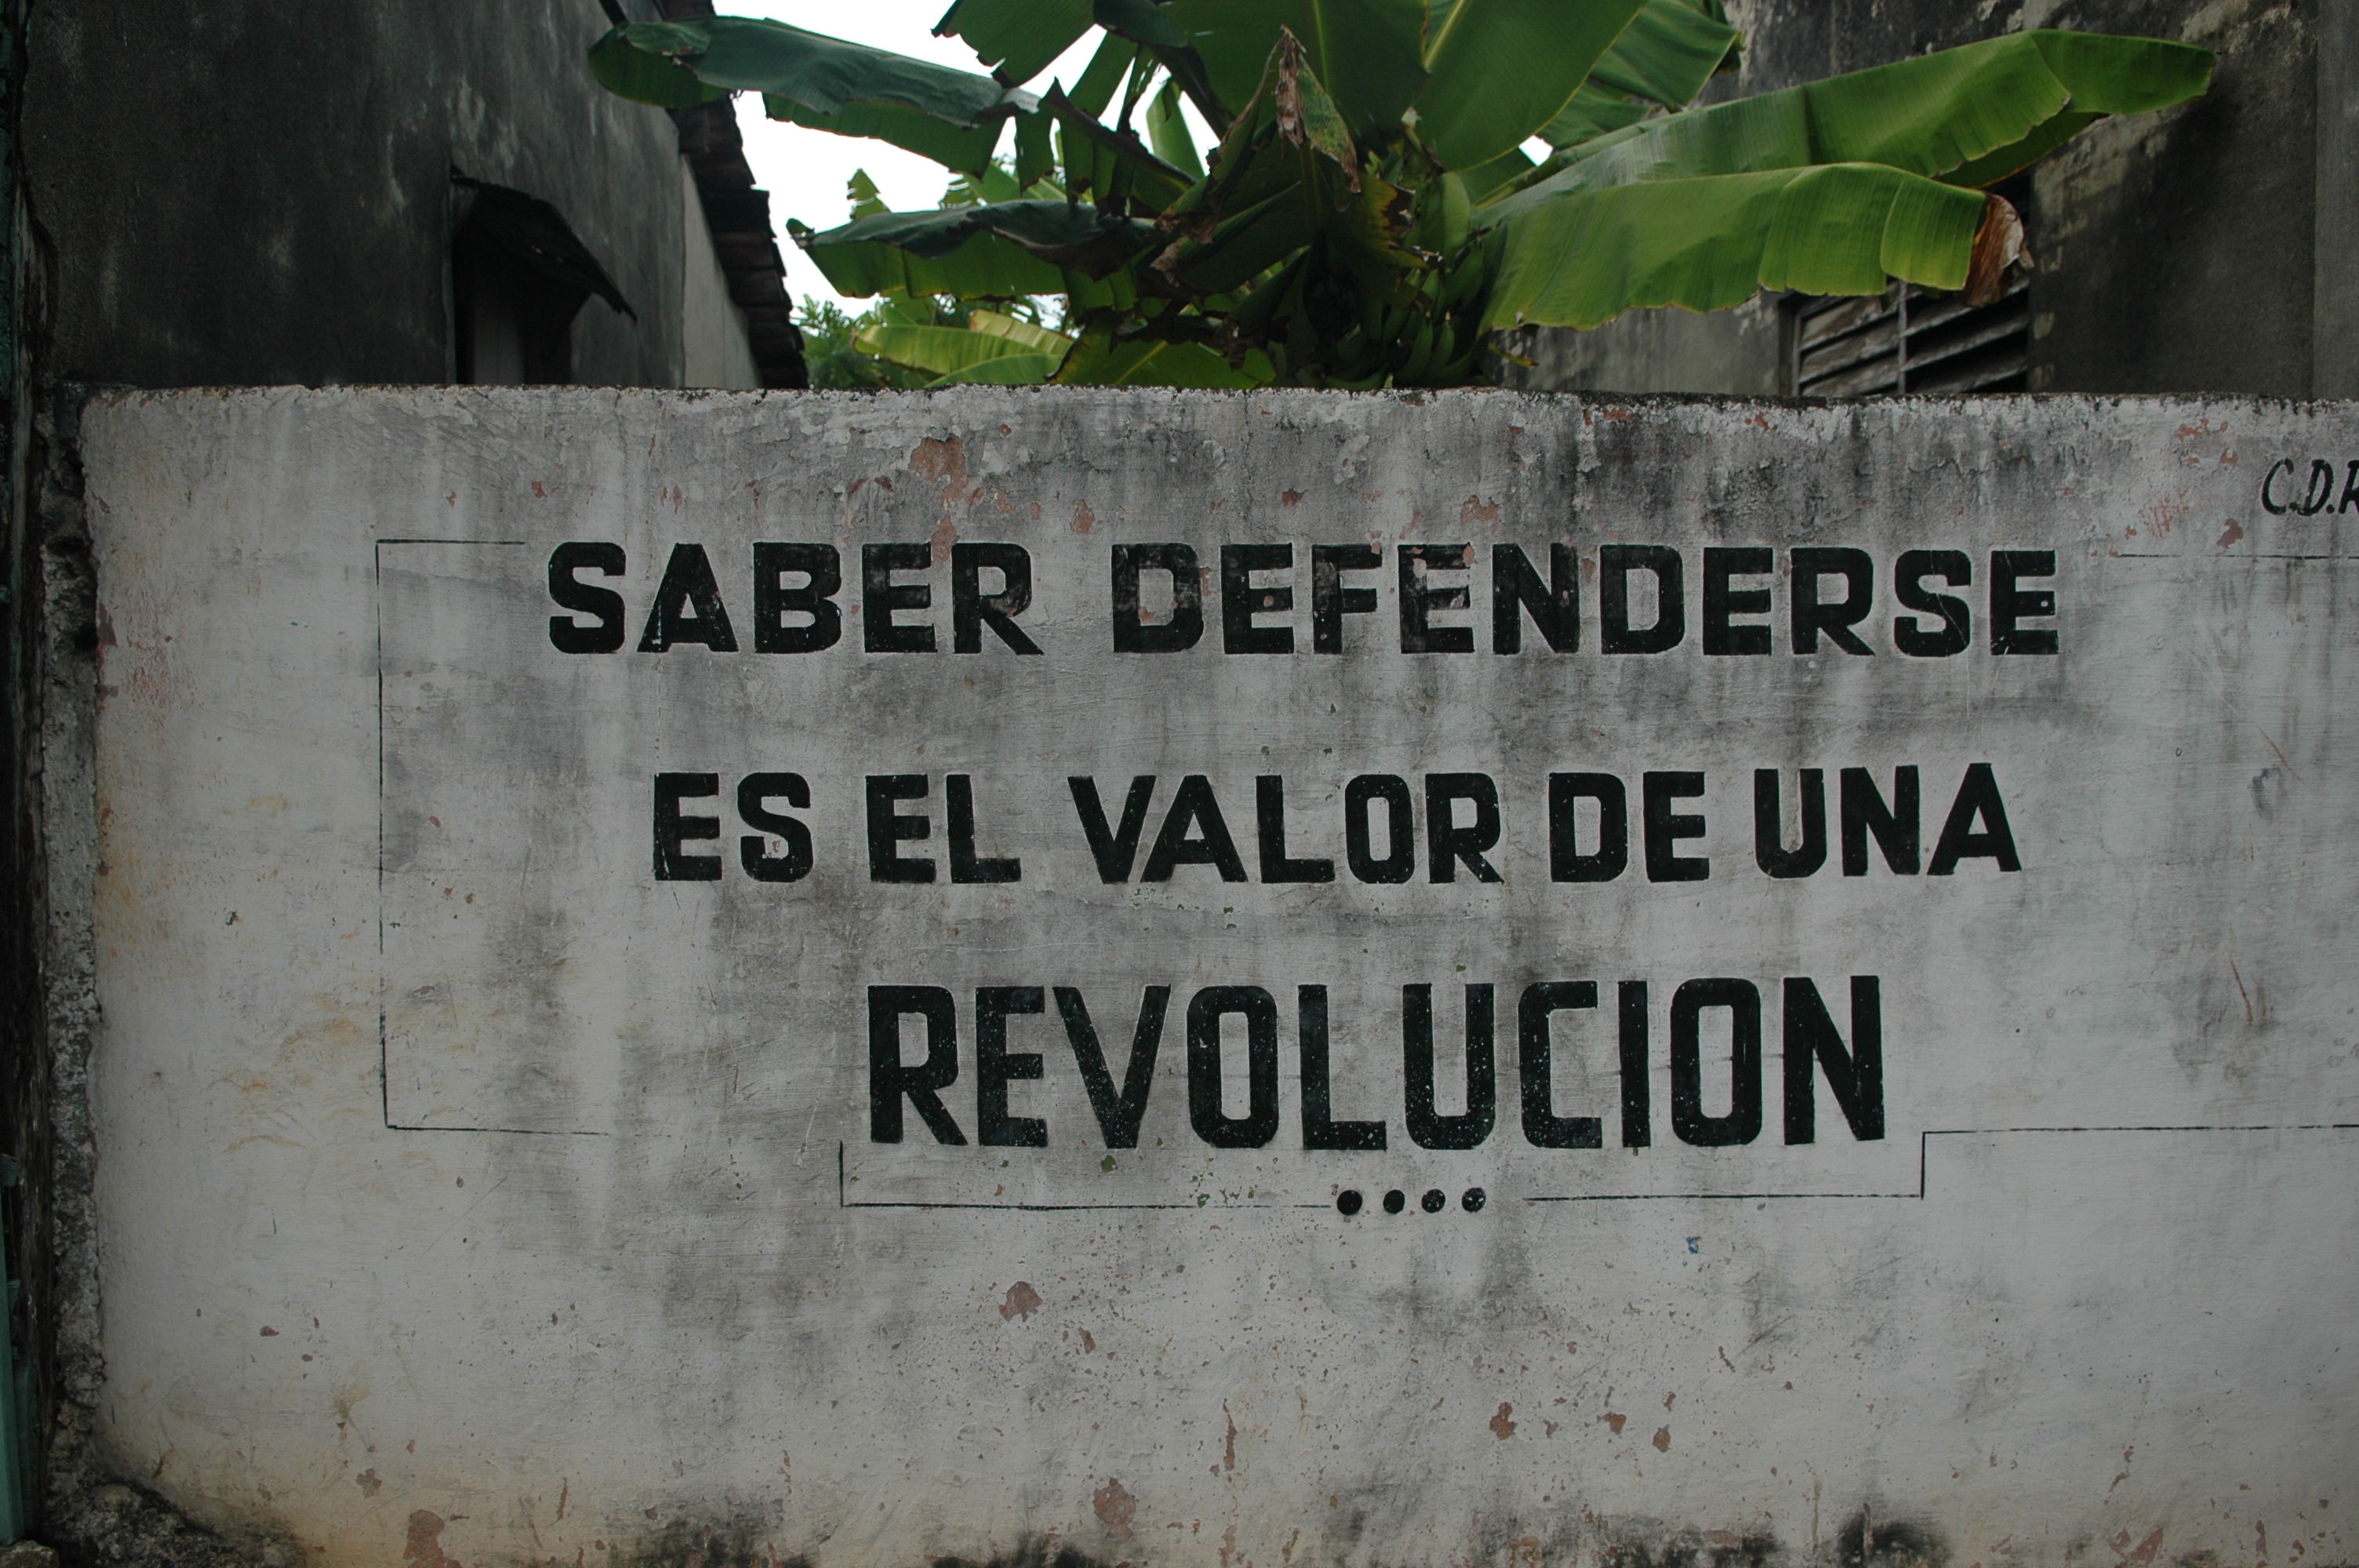 C.D.R
SABER DEFENDERSE
ES EL VALOR DE UNA
REVOLUCION
....